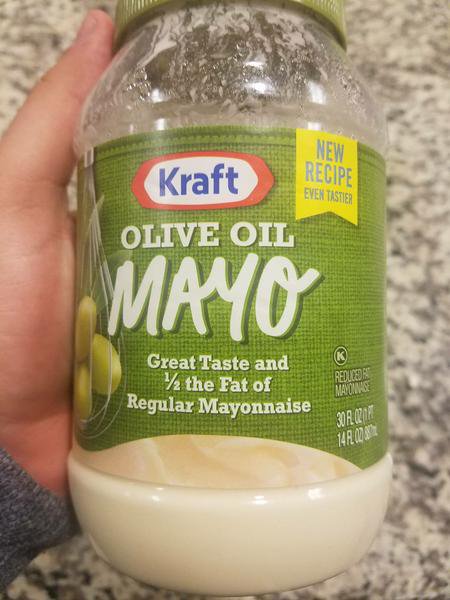 Kraft
NEW
RECIPE
EVEN TASTIER
OLIVE OIL
MAYO
Great Taste and
½ the Fat of
Regular Mayonnaise
K
REDUCED FAT
MAYONNAISE
30 FL OZ (1 PT
14 FL OZ) 887mL